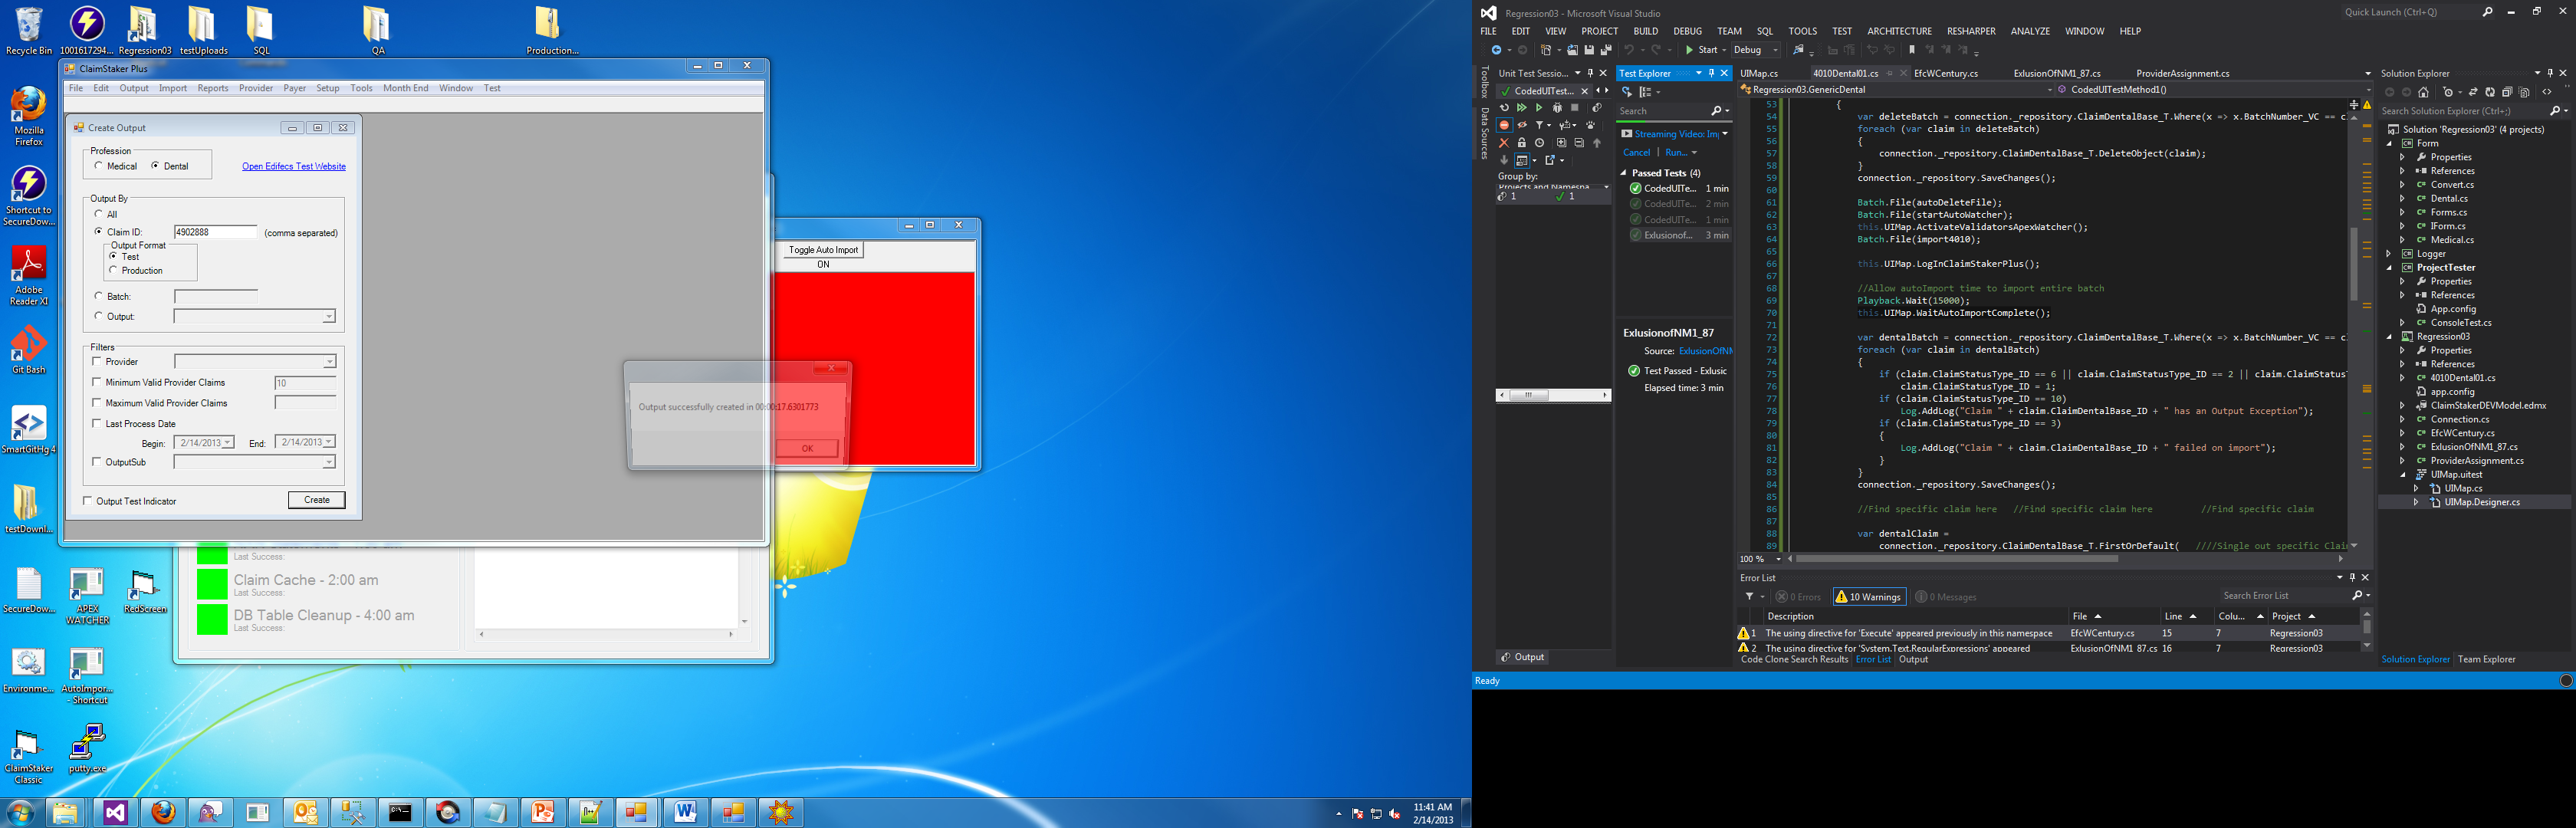 Recycle Bin
1001617294...
Regression03
testUploads
SQL
QA
Production...
Mozilla
Firefox
Shortcut to
SecureDow...
Adobe
Reader XI
Git Bash
SmartGitHg 4
testDownl...
SecureDow...
APEX
WATCHER
RedScreen
Environme...
AutoImpor...
- Shortcut
ClaimStaker
Classic
putty.exe
ClaimStaker Plus
File Edit Output Import Reports Provider Payer Setup Tools Month End Window Test
Create Output
Profession
Medical Dental
Open Edifecs Test Website
Output By
All
Claim ID: 4902888 (comma separated)
Output Format
Test
Production
Batch:
Output:
Filters
Provider
Minimum Valid Provider Claims 10
Maximum Valid Provider Claims
Last Process Date
Begin: 2/14/2013 End: 2/14/2013
OutputSub
Output Test Indicator
Create
Toggle Auto Import
ON
Output successfully created in 00:00:17.6301773
OK
Last Success:
Claim Cache - 2:00 am
Last Success:
DB Table Cleanup - 4:00 am
Last Success:
11:41 AM
2/14/2013
Regression03 - Microsoft Visual Studio
Quick Launch (Ctrl+Q)
FILE EDIT VIEW PROJECT BUILD DEBUG TEAM SQL TOOLS TEST ARCHITECTURE RESHARPER ANALYZE WINDOW HELP
Start Debug
Toolbox
Data Sources
Unit Test Sessio...
CodedUITest...
Group by:
Projects and Namespa
1 1
Output
Test Explorer
Search
Streaming Video: Im
Cancel | Run...
Passed Tests (4)
CodedUITe... 1 min
CodedUITe... 2 min
CodedUITe... 1 min
Exlusionof... 3 min
ExlusionofNM1_87
Source: ExlusionOfNM
Test Passed - Exlusic
Elapsed time: 3 min
UIMap.cs 4010Dental01.cs EfcWCentury.cs ExlusionOfNM1_87.cs ProviderAssignment.cs
Regression03.GenericDental CodedUITestMethod1()
53 {
54 var deleteBatch = connection._repository.ClaimDentalBase_T.Where(x => x.BatchNumber_VC == cl
55 foreach (var claim in deleteBatch)
56 {
57 connection._repository.ClaimDentalBase_T.DeleteObject(claim);
58 }
59 connection._repository.SaveChanges();
60
61 Batch.File(autoDeleteFile);
62 Batch.File(startAutoWatcher);
63 this.UIMap.ActivateValidatorsApexWatcher();
64 Batch.File(import4010);
65
66 this.UIMap.LogInClaimStakerPlus();
67
68 //Allow autoImport time to import entire batch
69 Playback.Wait(15000);
70 this.UIMap.WaitAutoImportComplete();
71
72 var dentalBatch = connection._repository.ClaimDentalBase_T.Where(x => x.BatchNumber_VC == cl
73 foreach (var claim in dentalBatch)
74 {
75 if (claim.ClaimStatusType_ID == 6 || claim.ClaimStatusType_ID == 2 || claim.ClaimStatusT
76 claim.ClaimStatusType_ID = 1;
77 if (claim.ClaimStatusType_ID == 10)
78 Log.AddLog("Claim " + claim.ClaimDentalBase_ID + " has an Output Exception");
79 if (claim.ClaimStatusType_ID == 3)
80 {
81 Log.AddLog("Claim " + claim.ClaimDentalBase_ID + " failed on import");
82 }
83 }
84 connection._repository.SaveChanges();
85
86 //Find specific claim here //Find specific claim here //Find specific claim
87
88 var dentalClaim =
89 connection._repository.ClaimDentalBase_T.FirstOrDefault( ////Single out specific Clai
100 %
Error List
0 Errors 10 Warnings 0 Messages Search Error List
Description File Line Colu... Project
1 The using directive for 'Execute' appeared previously in this namespace EfcWCentury.cs 15 7 Regression03
2 The using directive for 'System.Text.RegularExpressions' appeared ExlusionOfNM1_87.cs 16 7 Regression03
Code Clone Search Results Error List Output
Solution Explorer
Search Solution Explorer (Ctrl+;)
Solution 'Regression03' (4 projects)
Form
Properties
References
Convert.cs
Dental.cs
Forms.cs
IForm.cs
Medical.cs
Logger
ProjectTester
Properties
References
App.config
ConsoleTest.cs
Regression03
Properties
References
4010Dental01.cs
app.config
ClaimStakerDEVModel.edmx
Connection.cs
EfcWCentury.cs
ExlusionOfNM1_87.cs
ProviderAssignment.cs
UIMap.uitest
UIMap.cs
UIMap.Designer.cs
Solution Explorer Team Explorer
Ready